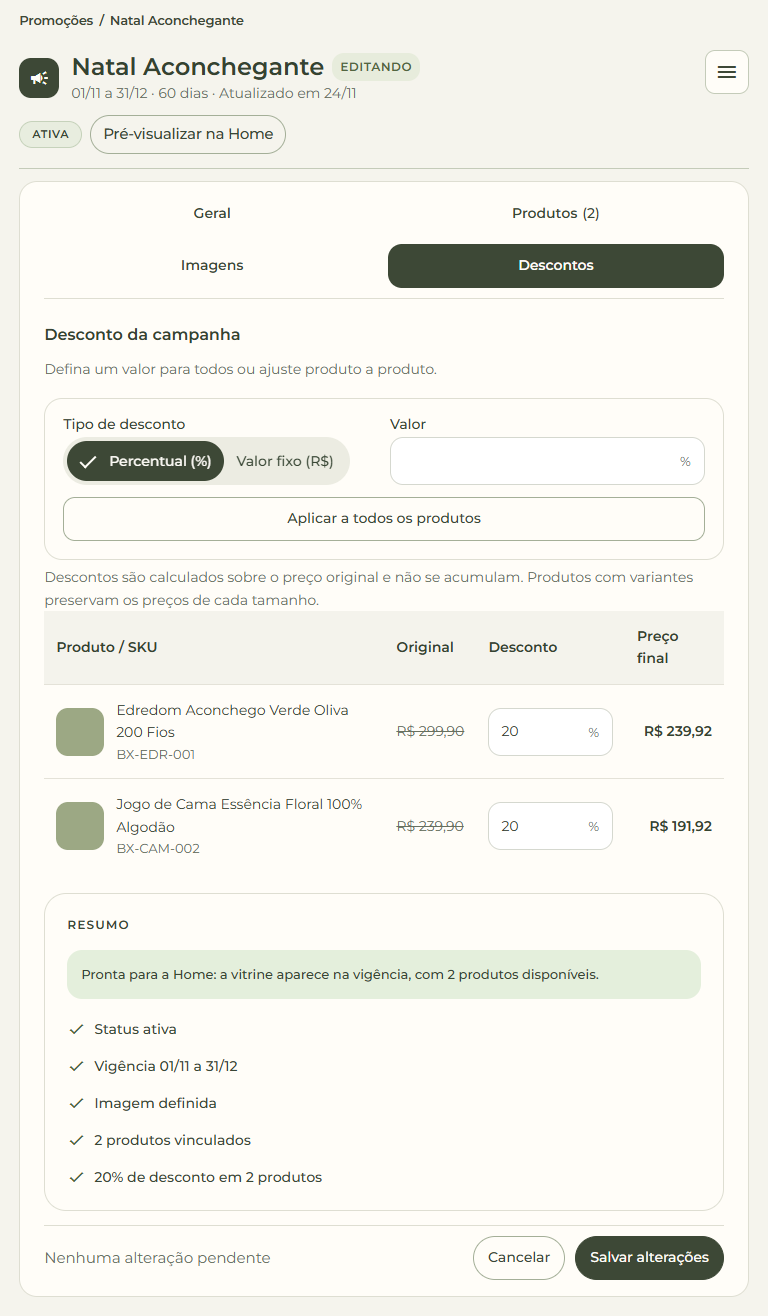 Promoções / Natal Aconchegante
Natal Aconchegante EDITANDO
01/11 a 31/12 · 60 dias · Atualizado em 24/11
ATIVA Pré-visualizar na Home
Geral Produtos (2)
Imagens Descontos
Desconto da campanha
Defina um valor para todos ou ajuste produto a produto.
Tipo de desconto Valor
Percentual (%) Valor fixo (R$) %
Aplicar a todos os produtos
Descontos são calculados sobre o preço original e não se acumulam. Produtos com variantes
preservam os preços de cada tamanho.
Produto / SKU Original Desconto Preço
final
Edredom Aconchego Verde Oliva
200 Fios
BX-EDR-001
R$ 299,90 20 % R$ 239,92
Jogo de Cama Essência Floral 100%
Algodão
BX-CAM-002
R$ 239,90 20 % R$ 191,92
RESUMO
Pronta para a Home: a vitrine aparece na vigência, com 2 produtos disponíveis.
Status ativa
Vigência 01/11 a 31/12
Imagem definida
2 produtos vinculados
20% de desconto em 2 produtos
Nenhuma alteração pendente Cancelar Salvar alterações